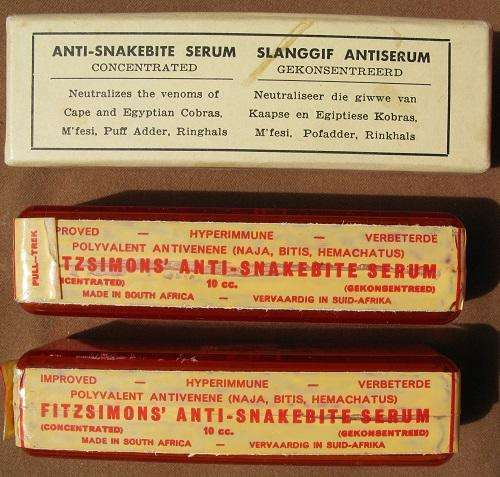 ANTI-SNAKEBITE SERUM
CONCENTRATED
Neutralizes the venoms of
Cape and Egyptian Cobras,
M'fesi, Puff Adder, Ringhals
SLANGGIF ANTISERUM
GEKONSENTREERD
Neutraliseer die giwwe van
Kaapse en Egiptiese Kobras,
M'fesi, Pofadder, Rinkhals
PULL-TREK
PROVED — HYPERIMMUNE — VERBETERDE
POLYVALENT ANTIVENENE (NAJA, BITIS, HEMACHATUS)
TZSIMONS' ANTI-SNAKEBITE SERUM
NCENTRATED) 10 cc. (GEKONSENTREED)
MADE IN SOUTH AFRICA — VERVAARDIG IN SUID-AFRIKA
IMPROVED — HYPERIMMUNE — VERBETERDE
POLYVALENT ANTIVENENE (NAJA, BITIS, HEMACHATUS)
FITZSIMONS' ANTI-SNAKEBITE SERUM
(CONCENTRATED) 10 cc. (GEKONSENTREED)
MADE IN SOUTH AFRICA — VERVAARDIG IN SUID-AFRIKA